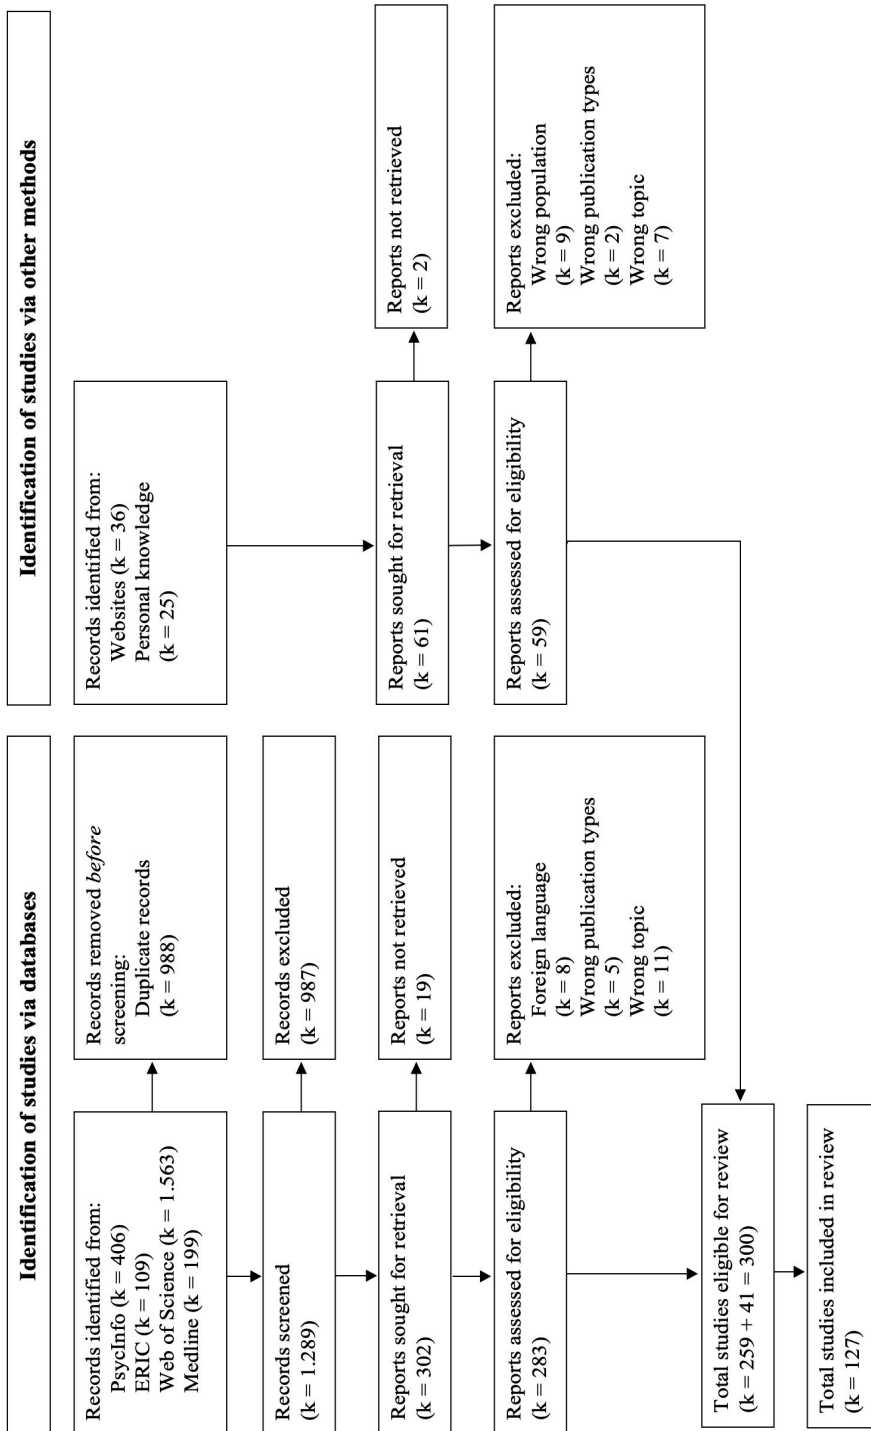 Identification of studies via databases
Records identified from:
PsycInfo (k = 406)
ERIC (k = 109)
Web of Science (k = 1.563)
Medline (k = 199)
Records removed before
screening:
Duplicate records
(k = 988)
Records screened
(k = 1.289)
Records excluded
(k = 987)
Reports sought for retrieval
(k = 302)
Reports not retrieved
(k = 19)
Reports assessed for eligibility
(k = 283)
Reports excluded:
Foreign language
(k = 8)
Wrong publication types
(k = 5)
Wrong topic
(k = 11)
Identification of studies via other methods
Records identified from:
Websites (k = 36)
Personal knowledge
(k = 25)
Reports sought for retrieval
(k = 61)
Reports not retrieved
(k = 2)
Reports assessed for eligibility
(k = 59)
Reports excluded:
Wrong population
(k = 9)
Wrong publication types
(k = 2)
Wrong topic
(k = 7)
Total studies eligible for review
(k = 259 + 41 = 300)
Total studies included in review
(k = 127)